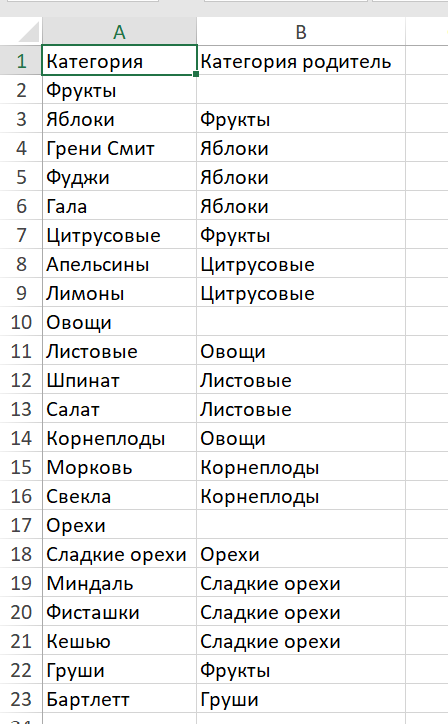 A B
1 Категория Категория родитель
2 Фрукты
3 Яблоки Фрукты
4 Грени Смит Яблоки
5 Фуджи Яблоки
6 Гала Яблоки
7 Цитрусовые Фрукты
8 Апельсины Цитрусовые
9 Лимоны Цитрусовые
10 Овощи
11 Листовые Овощи
12 Шпинат Листовые
13 Салат Листовые
14 Корнеплоды Овощи
15 Морковь Корнеплоды
16 Свекла Корнеплоды
17 Орехи
18 Сладкие орехи Орехи
19 Миндаль Сладкие орехи
20 Фисташки Сладкие орехи
21 Кешью Сладкие орехи
22 Груши Фрукты
23 Бартлетт Груши